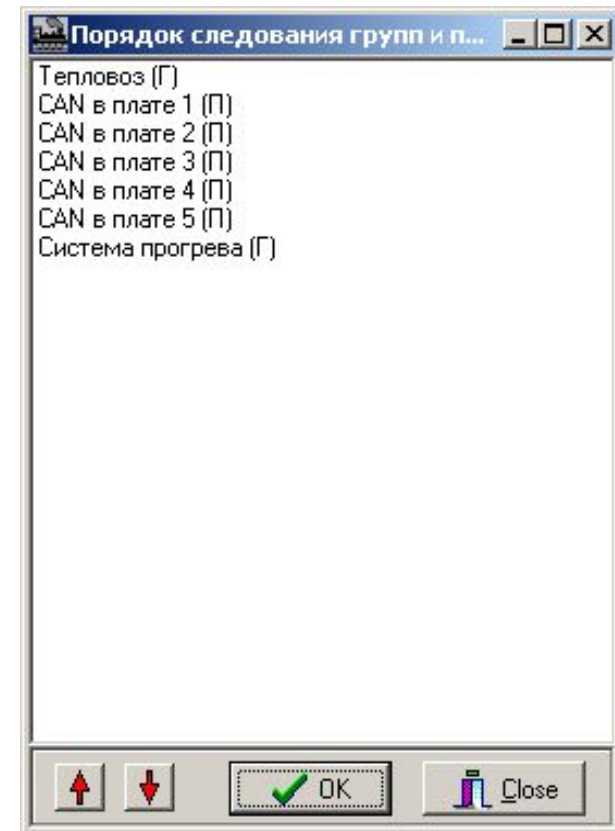 Порядок следования групп и п...
Тепловоз (Г)
CAN в плате 1 (П)
CAN в плате 2 (П)
CAN в плате 3 (П)
CAN в плате 4 (П)
CAN в плате 5 (П)
Система прогрева (Г)
OK
Close